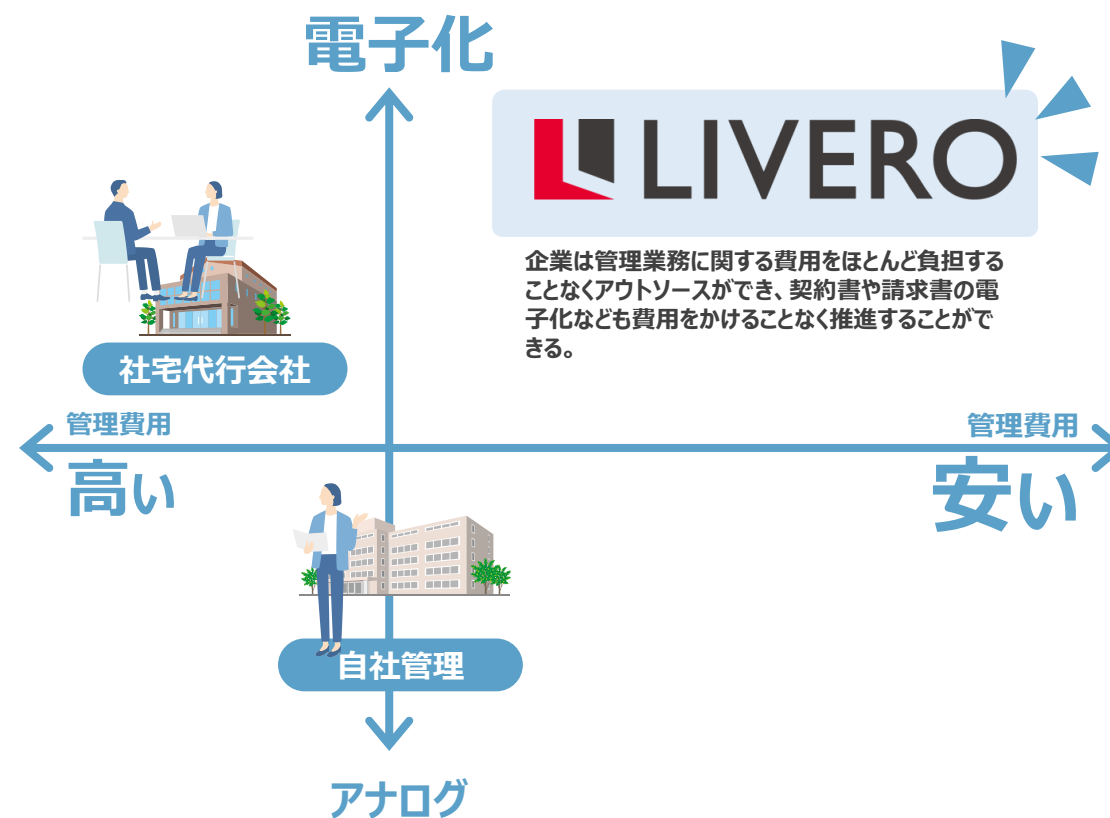 電子化
LIVERO
企業は管理業務に関する費用をほとんど負担する
ことなくアウトソースができ、契約書や請求書の電
子化なども費用をかけることなく推進することがで
きる。
社宅代行会社
管理費用
高い
管理費用
安い
自社管理
アナログ